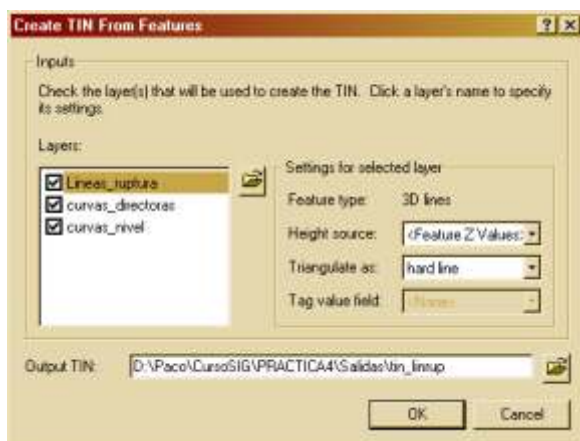 Create TIN From Features
Inputs
Check the layer(s) that will be used to create the TIN. Click a layer's name to specify
its settings.
Layers:
Lineas_ruptura
curvas_directoras
curvas_nivel
Settings for selected layer
Feature type: 3D lines
Height source: <Feature Z Values>
Triangulate as: hard line
Tag value field: <None>
Output TIN: D:\Paco\CursoSIG\PRACTICA4\Salidas\tin_linrup
OK Cancel